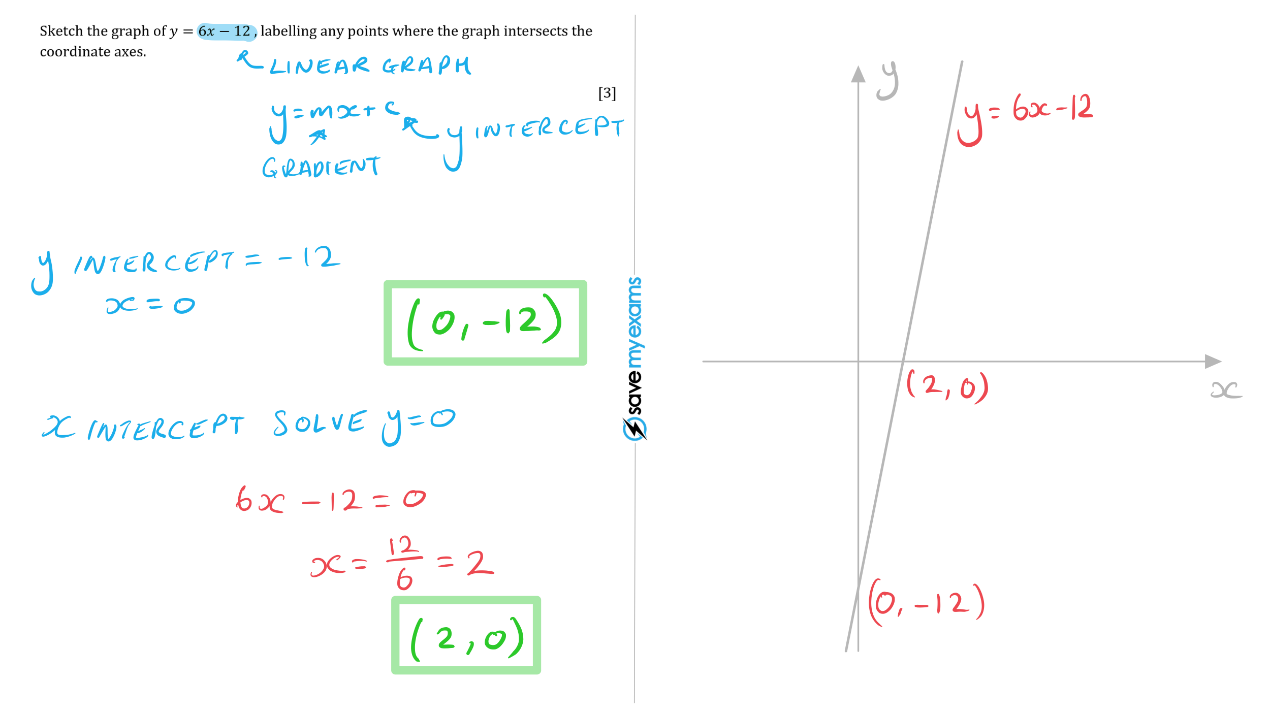 Sketch the graph of y = 6x − 12, labelling any points where the graph intersects the
coordinate axes.
LINEAR GRAPH
[3]
y = mx + c
y INTERCEPT
GRADIENT
y INTERCEPT = −12
x = 0
(0, −12)
x INTERCEPT SOLVE y = 0
6x − 12 = 0
x = 12/6 = 2
(2, 0)
save my exams
y
y = 6x − 12
(2, 0)
x
(0, −12)